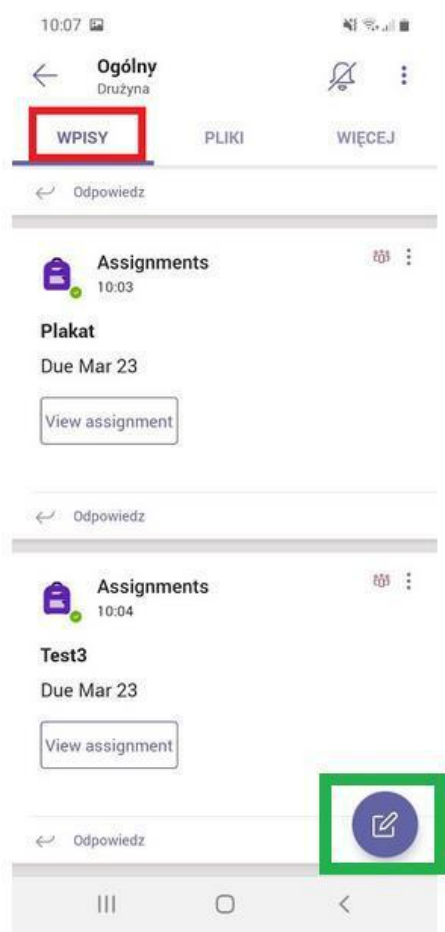 10:07
Ogólny
Drużyna
WPISY PLIKI WIĘCEJ
Odpowiedz
Assignments
10:03
Plakat
Due Mar 23
View assignment
Odpowiedz
Assignments
10:04
Test3
Due Mar 23
View assignment
Odpowiedz